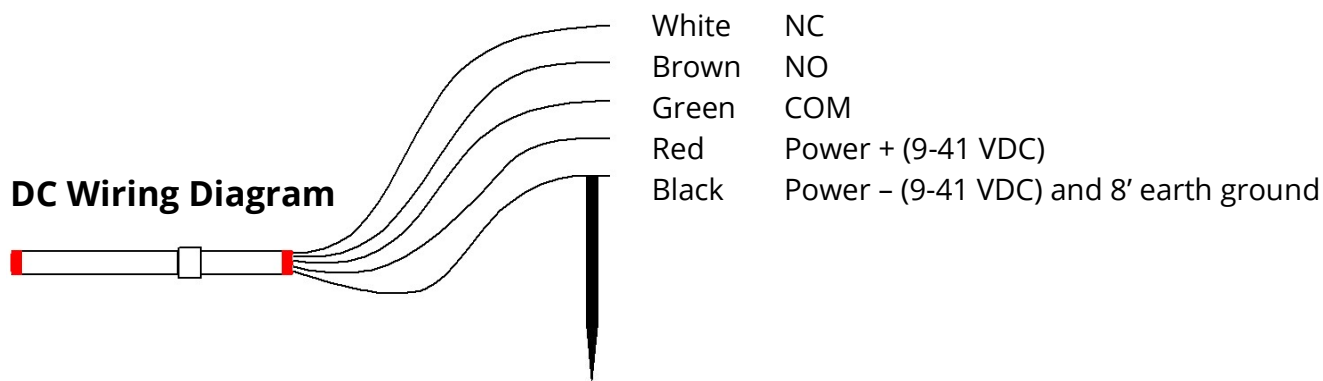 White NC
Brown NO
Green COM
Red Power + (9-41 VDC)
Black Power – (9-41 VDC) and 8’ earth ground
DC Wiring Diagram